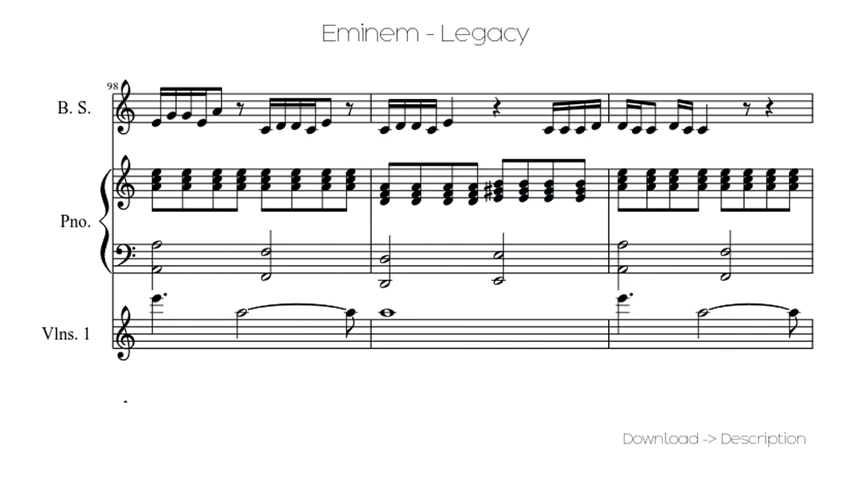 Eminem - Legacy
98
B. S.
Pno.
Vlns. 1
Download -> Description